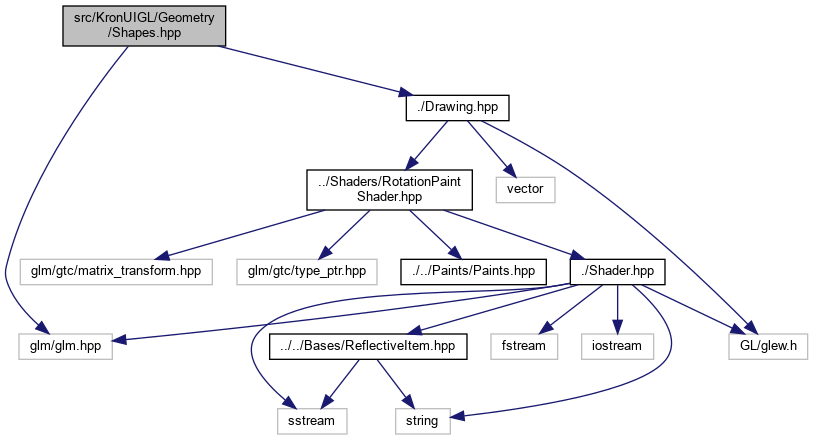 src/KronUIGL/Geometry
/Shapes.hpp
./Drawing.hpp
../Shaders/RotationPaint
Shader.hpp
vector
glm/gtc/matrix_transform.hpp
glm/gtc/type_ptr.hpp
./../Paints/Paints.hpp
./Shader.hpp
glm/glm.hpp
../../Bases/ReflectiveItem.hpp
fstream
iostream
GL/glew.h
sstream
string